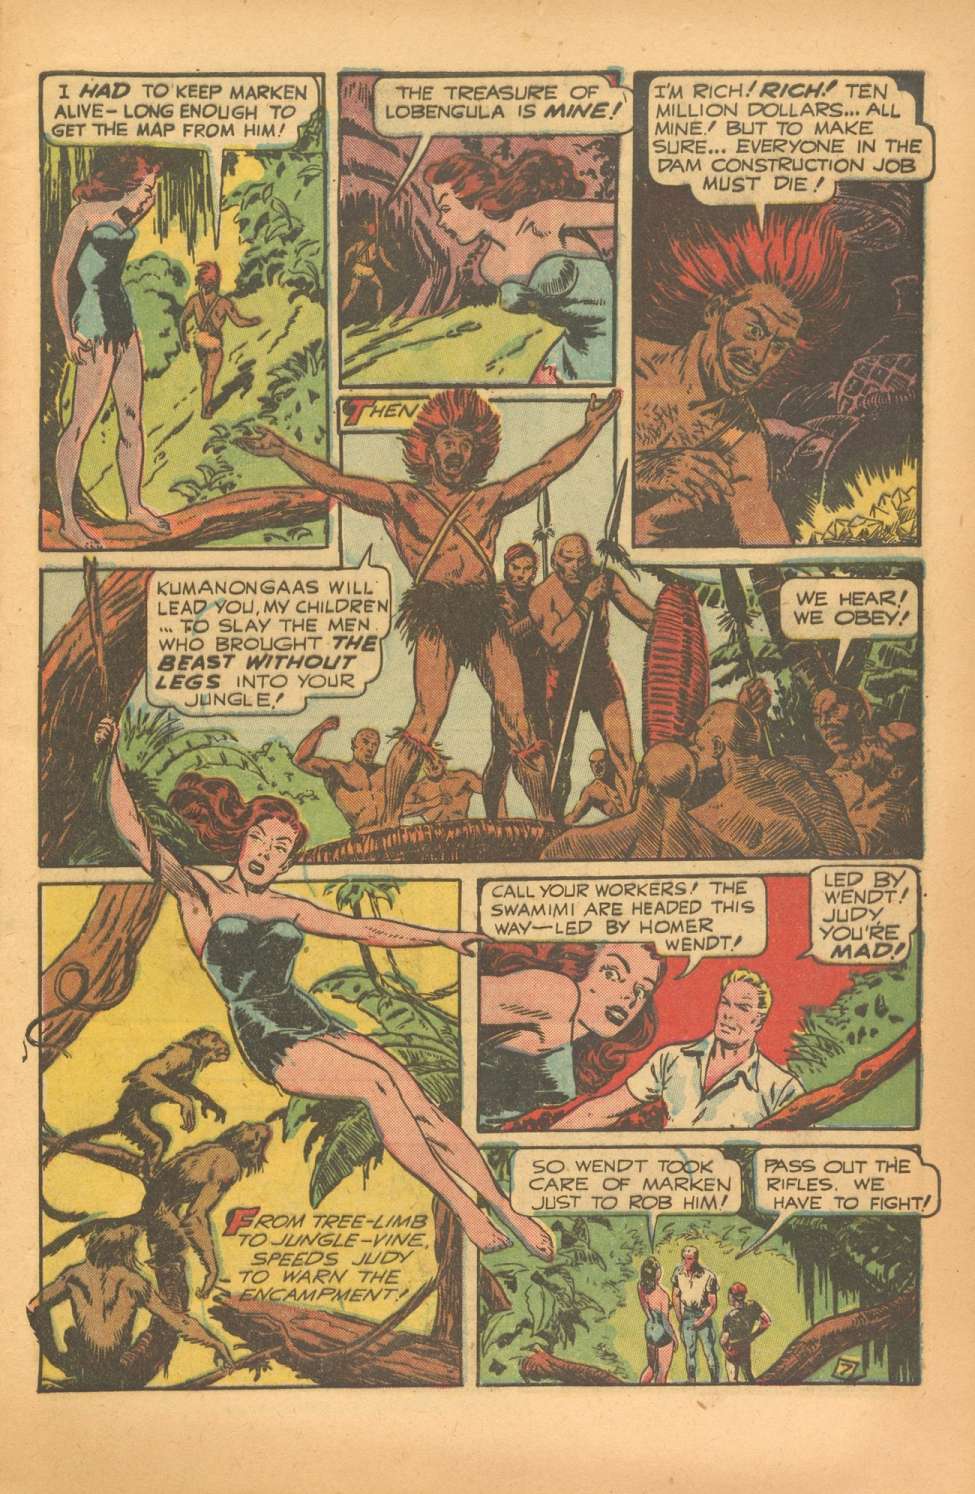 I HAD TO KEEP MARKEN
ALIVE—LONG ENOUGH TO
GET THE MAP FROM HIM!
THE TREASURE OF
LOBENGULA IS MINE!
I'M RICH! RICH! TEN
MILLION DOLLARS... ALL
MINE! BUT TO MAKE
SURE... EVERYONE IN THE
DAM CONSTRUCTION JOB
MUST DIE!
THEN
KUMANONGAAS WILL
LEAD YOU, MY CHILDREN
... TO SLAY THE MEN
WHO BROUGHT THE
BEAST WITHOUT
LEGS INTO YOUR
JUNGLE!
WE HEAR!
WE OBEY!
FROM TREE-LIMB
TO JUNGLE-VINE,
SPEEDS JUDY
TO WARN THE
ENCAMPMENT!
CALL YOUR WORKERS! THE
SWAMIMI ARE HEADED THIS
WAY—LED BY HOMER
WENDT!
LED BY
WENDT!
JUDY,
YOU'RE
MAD!
SO WENDT TOOK
CARE OF MARKEN
JUST TO ROB HIM!
PASS OUT THE
RIFLES. WE
HAVE TO FIGHT!
7